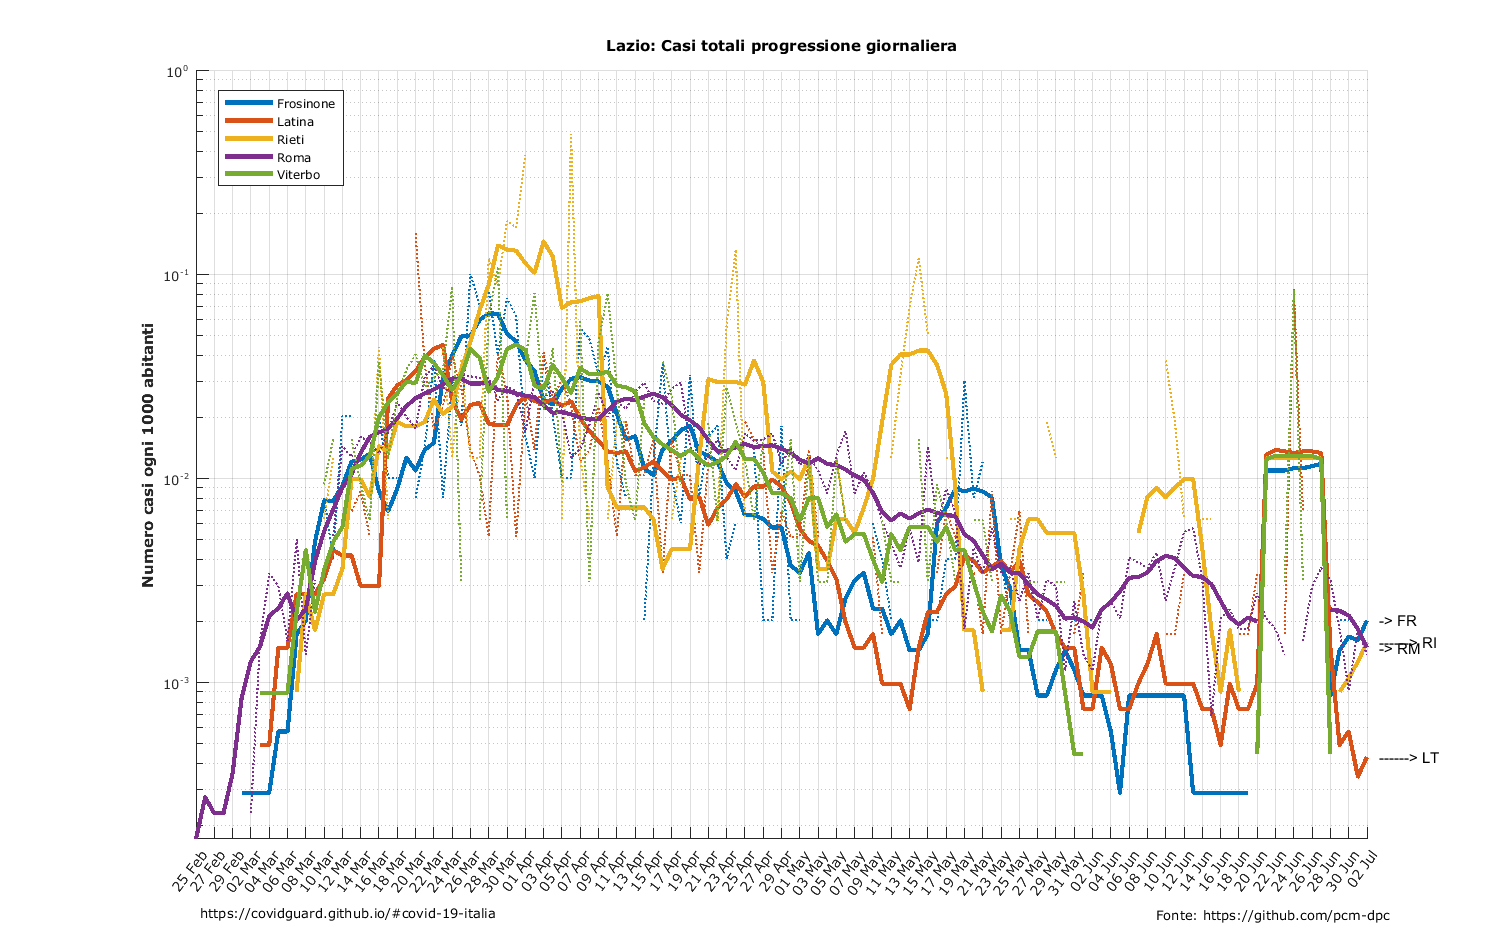 Lazio: Casi totali progressione giornaliera
Numero casi ogni 1000 abitanti
10^0
10^-1
10^-2
10^-3
Frosinone
Latina
Rieti
Roma
Viterbo
-> FR
------> RI
-> RM
------> LT
25 Feb
27 Feb
29 Feb
02 Mar
04 Mar
06 Mar
08 Mar
10 Mar
12 Mar
14 Mar
16 Mar
18 Mar
20 Mar
22 Mar
24 Mar
26 Mar
28 Mar
30 Mar
01 Apr
03 Apr
05 Apr
07 Apr
09 Apr
11 Apr
13 Apr
15 Apr
17 Apr
19 Apr
21 Apr
23 Apr
25 Apr
27 Apr
29 Apr
01 May
03 May
05 May
07 May
09 May
11 May
13 May
15 May
17 May
19 May
21 May
23 May
25 May
27 May
29 May
31 May
02 Jun
04 Jun
06 Jun
08 Jun
10 Jun
12 Jun
14 Jun
16 Jun
18 Jun
20 Jun
22 Jun
24 Jun
26 Jun
28 Jun
30 Jun
02 Jul
https://covidguard.github.io/#covid-19-italia
Fonte: https://github.com/pcm-dpc